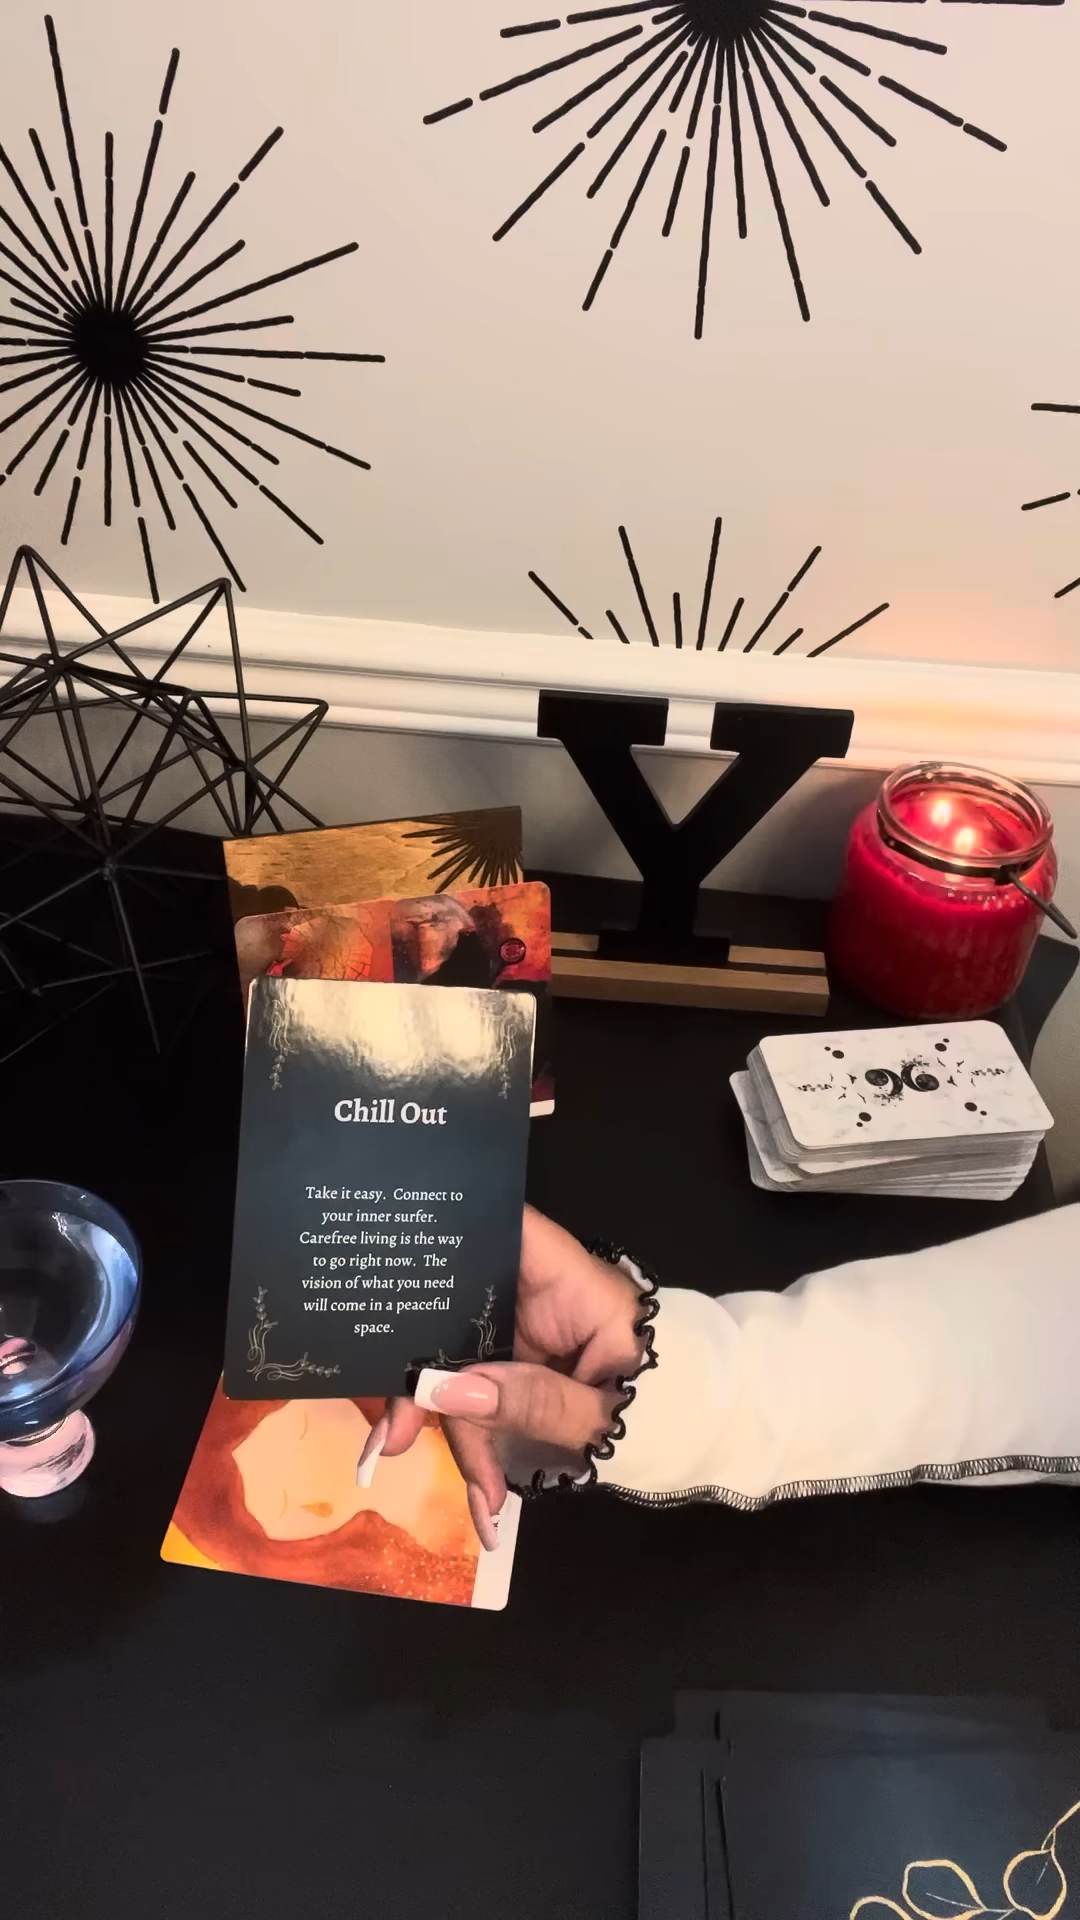 Y
Chill Out
Take it easy. Connect to
your inner surfer.
Carefree living is the way
to go right now. The
vision of what you need
will come in a peaceful
space.